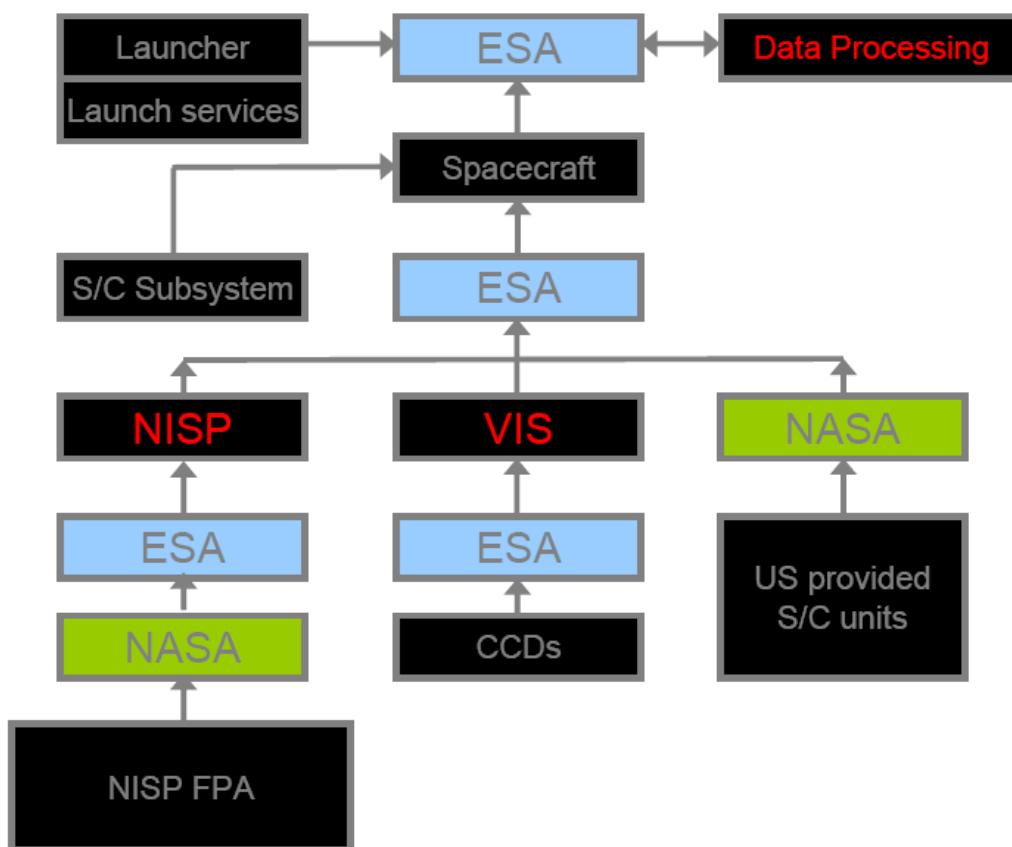 Launcher
ESA
Data Processing
Launch services
Spacecraft
S/C Subsystem
ESA
NISP
VIS
NASA
ESA
ESA
US provided
S/C units
NASA
CCDs
NISP FPA